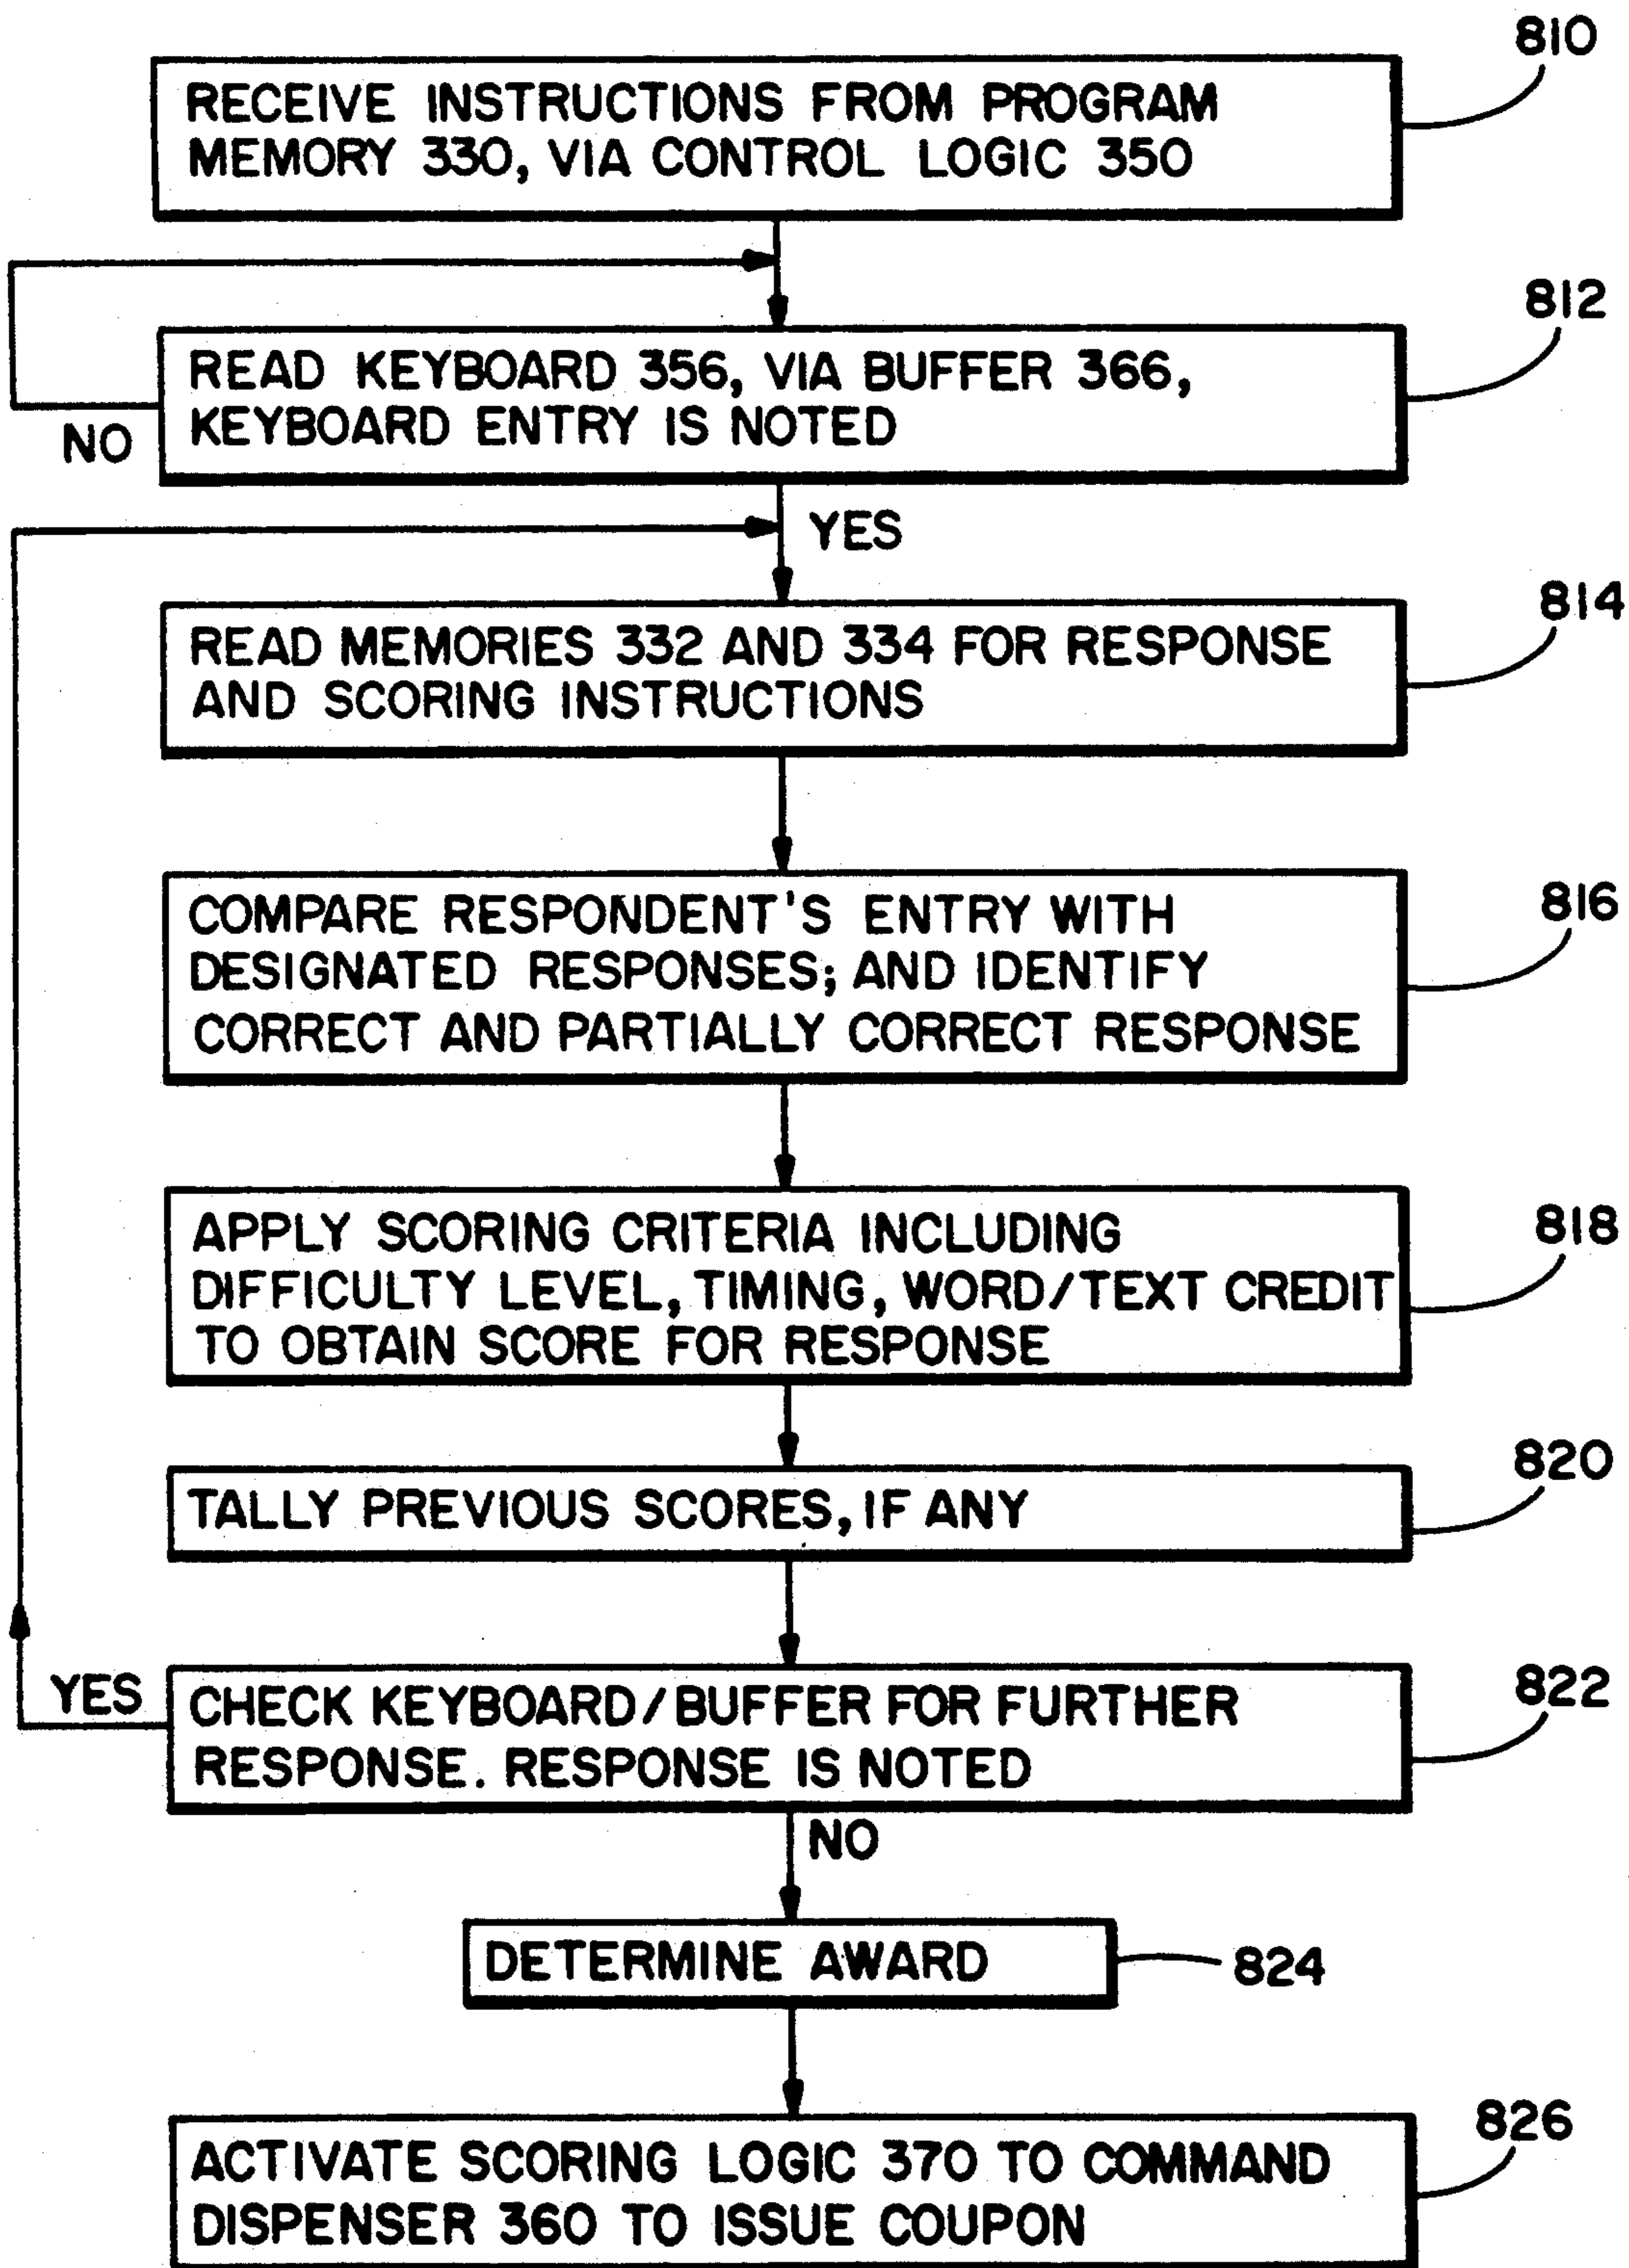 810
RECEIVE INSTRUCTIONS FROM PROGRAM
MEMORY 330, VIA CONTROL LOGIC 350
812
READ KEYBOARD 356, VIA BUFFER 366,
KEYBOARD ENTRY IS NOTED
NO
YES
814
READ MEMORIES 332 AND 334 FOR RESPONSE
AND SCORING INSTRUCTIONS
816
COMPARE RESPONDENT'S ENTRY WITH
DESIGNATED RESPONSES; AND IDENTIFY
CORRECT AND PARTIALLY CORRECT RESPONSE
818
APPLY SCORING CRITERIA INCLUDING
DIFFICULTY LEVEL, TIMING, WORD/TEXT CREDIT
TO OBTAIN SCORE FOR RESPONSE
820
TALLY PREVIOUS SCORES, IF ANY
822
YES
CHECK KEYBOARD/BUFFER FOR FURTHER
RESPONSE. RESPONSE IS NOTED
NO
DETERMINE AWARD
824
826
ACTIVATE SCORING LOGIC 370 TO COMMAND
DISPENSER 360 TO ISSUE COUPON